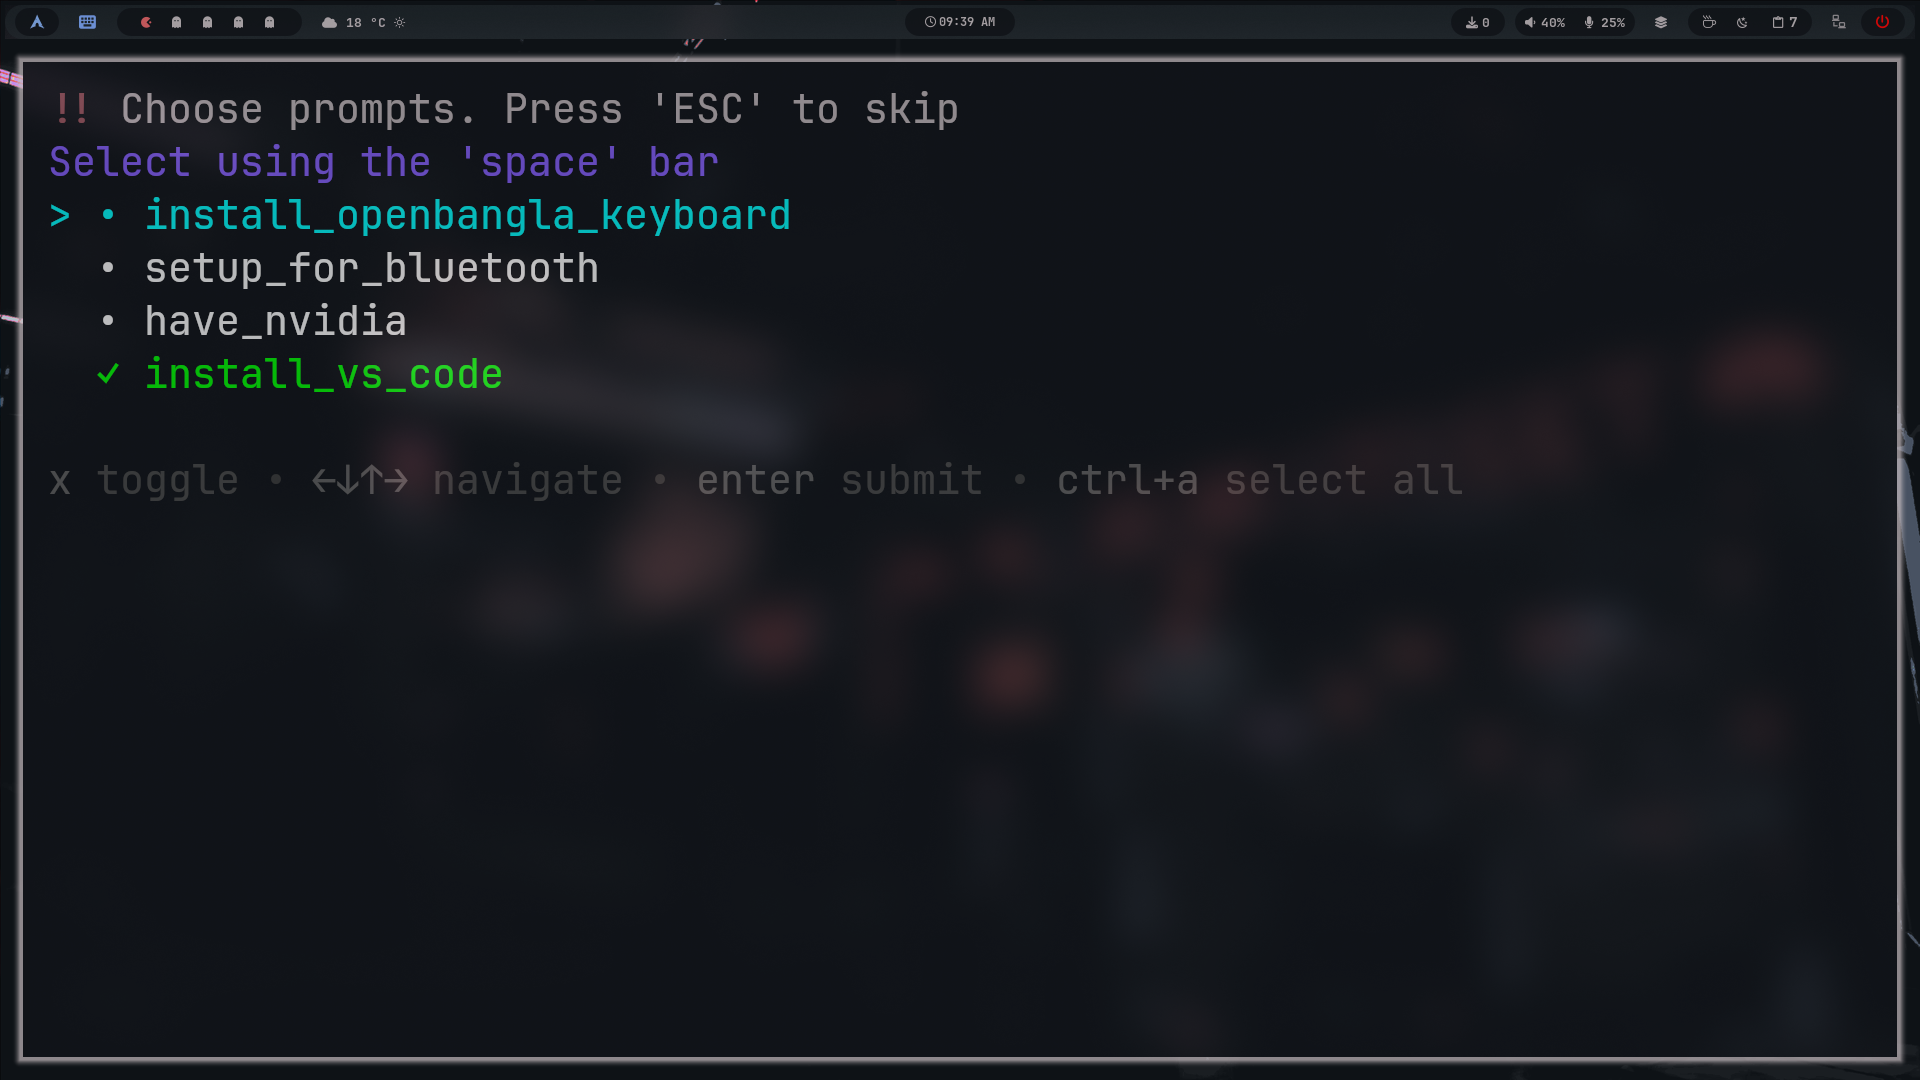 18 °C
09:39 AM
0
40% 25%
7
!! Choose prompts. Press 'ESC' to skip
Select using the 'space' bar
> • install_openbangla_keyboard
• setup_for_bluetooth
• have_nvidia
✓ install_vs_code
x toggle • ←↓↑→ navigate • enter submit • ctrl+a select all